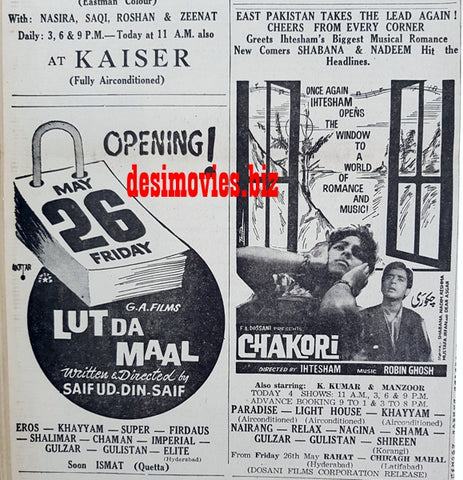 (Eastman Colour)
With: NASIRA, SAQI, ROSHAN & ZEENAT
Daily: 3, 6 & 9 P.M.—Today at 11 A.M. also
AT KAISER
(Fully Airconditioned)
OPENING!
MAY
26
FRIDAY
G.A. FILMS
LUT DA
MAAL
Written & Directed by
SAIF UD-DIN-SAIF
EROS — KHAYYAM — SUPER — FIRDAUS
— SHALIMAR — CHAMAN — IMPERIAL —
GULZAR — GULISTAN — ELITE
(Hyderabad)
Soon ISMAT (Quetta)
EAST PAKISTAN TAKES THE LEAD AGAIN!
CHEERS FROM EVERY CORNER
Greets Ihtesham's Biggest Musical Romance
New Comers SHABANA & NADEEM Hit the
Headlines.
ONCE AGAIN
IHTESHAM
OPENS
THE
WINDOW
TO A
WORLD
OF
ROMANCE
AND
MUSIC!
desimovies.biz
چکوری
F.A. DOSSANI PRESENTS
CHAKORI
DIRECTED BY IHTESHAM MUSIC ROBIN GHOSH
Also starring: K. KUMAR & MANZOOR
TODAY 4 SHOWS: 11 A.M., 3, 6 & 9 P.M.
ADVANCE BOOKING 9 TO 1 & 3 TO 8 P.M.
PARADISE — LIGHT HOUSE — KHAYYAM —
(Airconditioned) (Airconditioned) (Airconditioned)
NAIRANG — RELAX — NAGINA — SHAMA —
GULZAR — GULISTAN — SHIREEN
(Korangi)
From Friday 26th May RAHAT — CHIRAGH MAHAL
(Hyderabad) (Latifabad)
(DOSANI FILMS CORPORATION RELEASE)